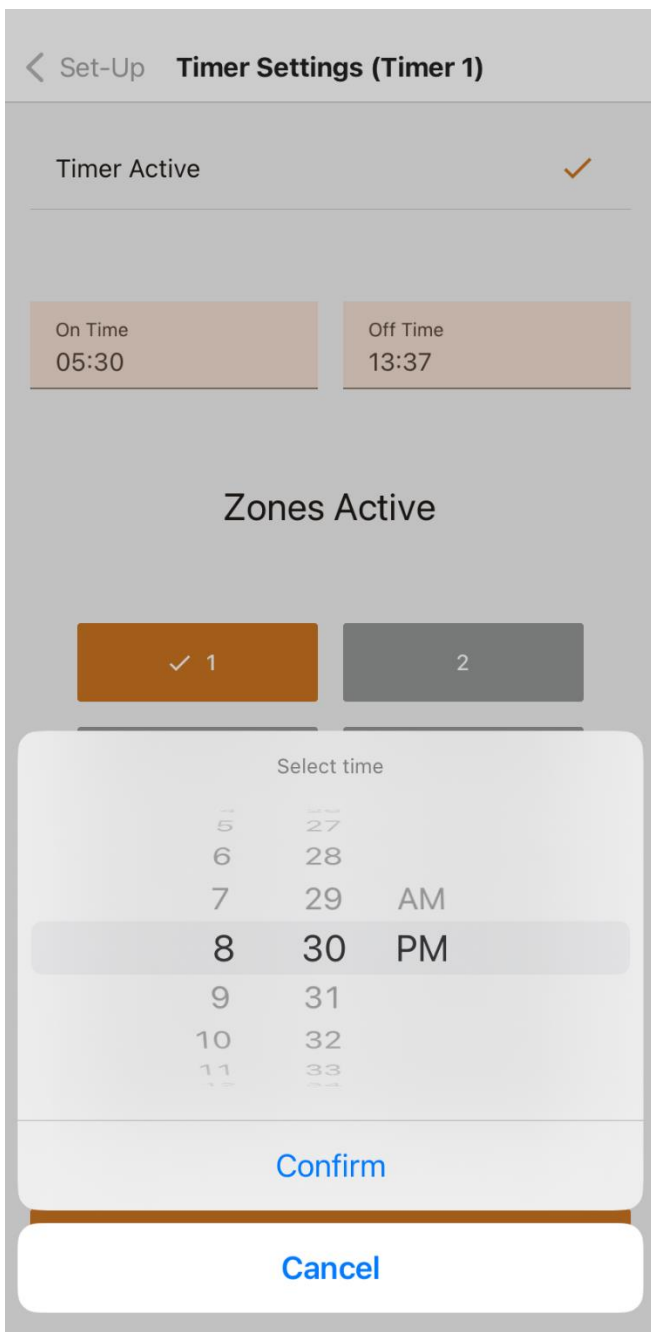 Set-Up Timer Settings (Timer 1)
Timer Active
On Time
05:30
Off Time
13:37
Zones Active
1
2
Select time
5 27
6 28
7 29 AM
8 30 PM
9 31
10 32
11 33
Confirm
Cancel